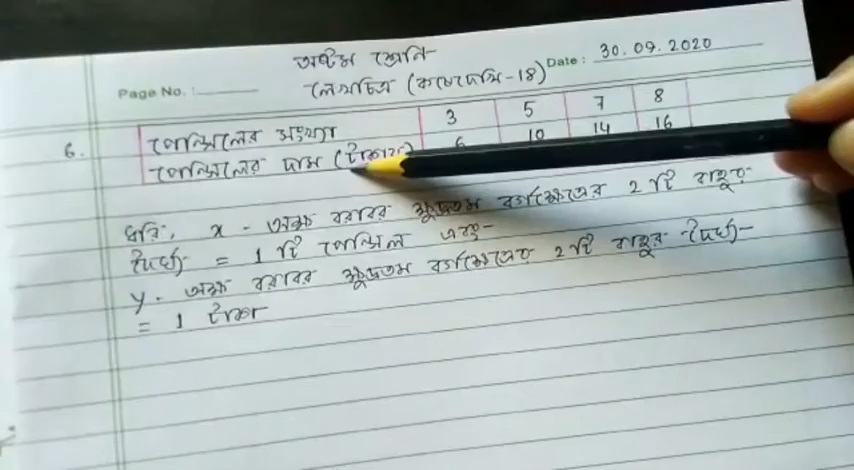 অষ্টম শ্রেনি-
Page No. : লেখচিত্র (কষেদেখি-18) Date : 30.09.2020
6. পেন্সিলের সংখ্যা 3 5 7 8
পেন্সিলের দাম (টাকায়) 6 10 14 16
ধরি, x - অক্ষ বরাবর ক্ষুদ্রতম বর্গক্ষেত্রের 2 টি বাহুর
দৈর্ঘ্য = 1 টি পেন্সিল এবং-
y - অক্ষ বরাবর ক্ষুদ্রতম বর্গক্ষেত্রের 2 টি বাহুর দৈর্ঘ্য-
= 1 টাকা